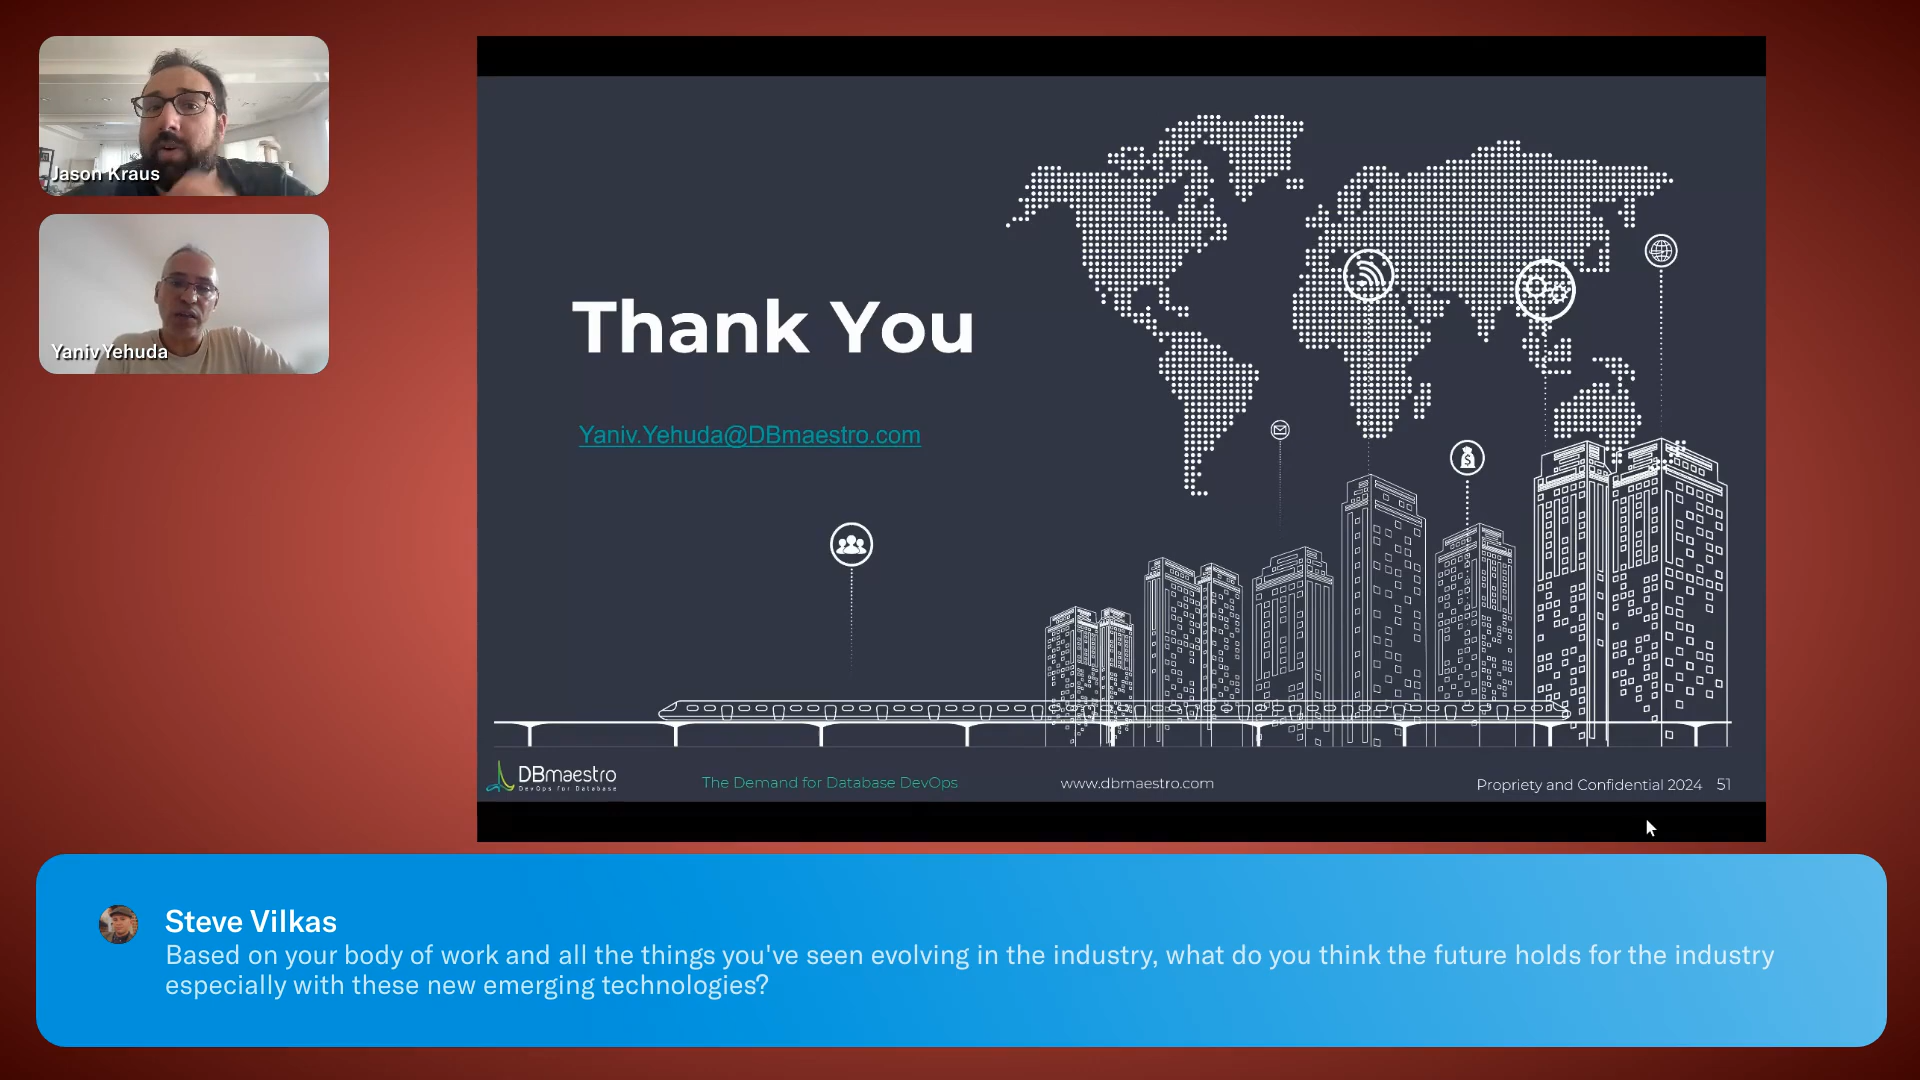 Jason Kraus
Yaniv Yehuda
Thank You
Yaniv.Yehuda@DBmaestro.com
DBmaestro
DevOps for Database
The Demand for Database DevOps
www.dbmaestro.com
Propriety and Confidential 2024 51
Steve Vilkas
Based on your body of work and all the things you've seen evolving in the industry, what do you think the future holds for the industry
especially with these new emerging technologies?